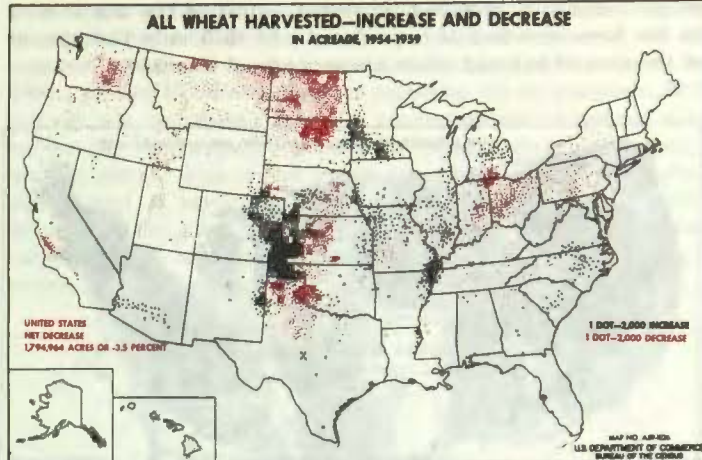 ALL WHEAT HARVESTED—INCREASE AND DECREASE
IN ACREAGE, 1954-1959
UNITED STATES
NET DECREASE
1,794,964 ACRES OR -3.5 PERCENT
1 DOT—2,000 INCREASE
1 DOT—2,000 DECREASE
MAP NO.
U.S. DEPARTMENT OF COMMERCE
BUREAU OF THE CENSUS